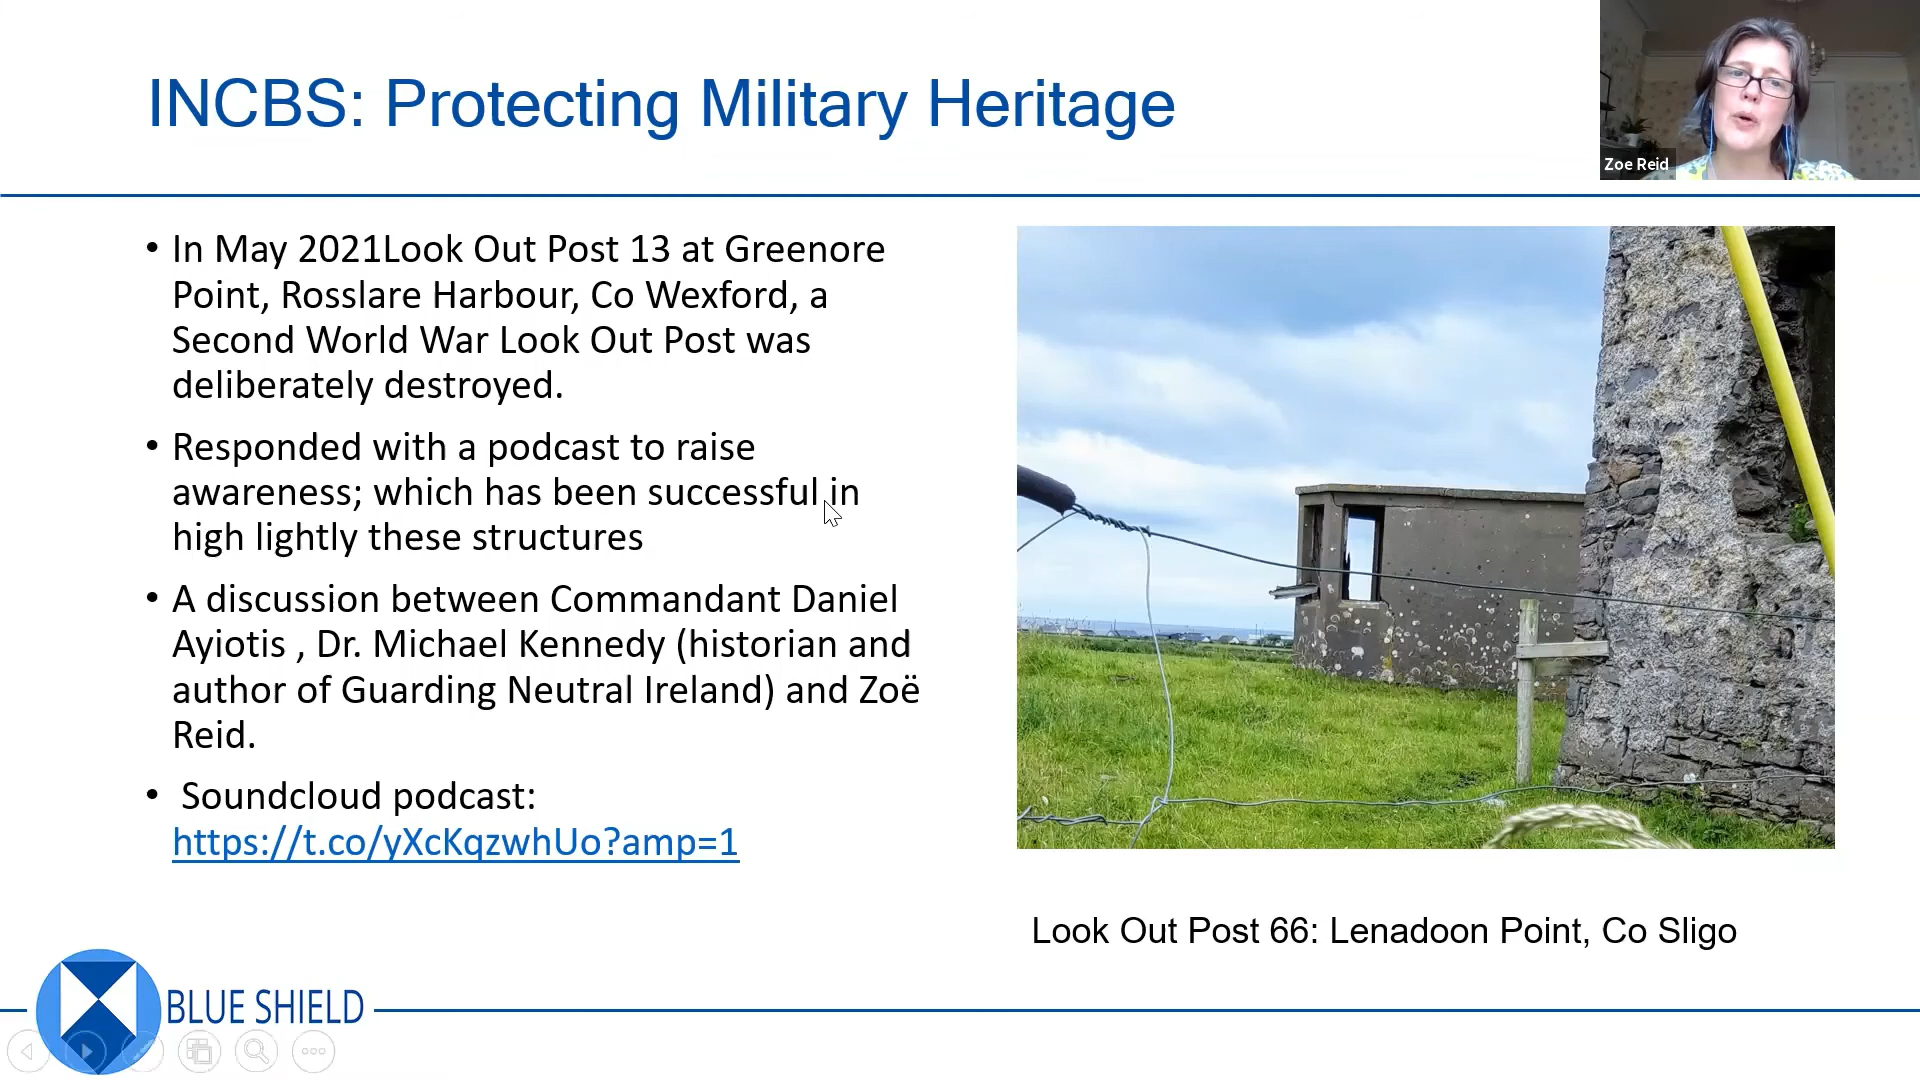 INCBS: Protecting Military Heritage
Zoe Reid
• In May 2021Look Out Post 13 at Greenore
Point, Rosslare Harbour, Co Wexford, a
Second World War Look Out Post was
deliberately destroyed.
• Responded with a podcast to raise
awareness; which has been successful in
high lightly these structures
• A discussion between Commandant Daniel
Ayiotis , Dr. Michael Kennedy (historian and
author of Guarding Neutral Ireland) and Zoë
Reid.
• Soundcloud podcast:
https://t.co/yXcKqzwhUo?amp=1
Look Out Post 66: Lenadoon Point, Co Sligo
BLUE SHIELD